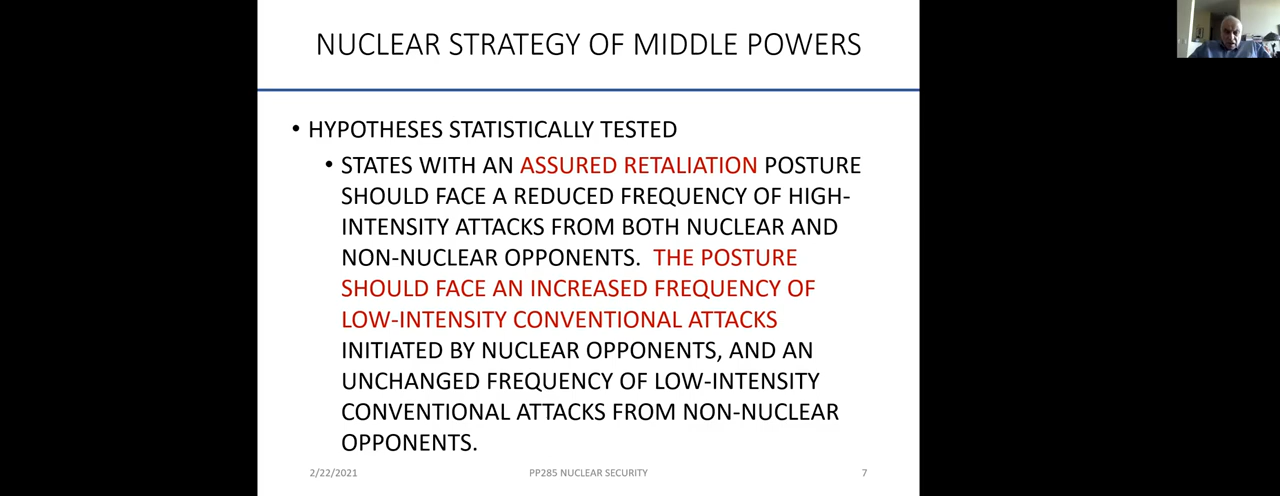 NUCLEAR STRATEGY OF MIDDLE POWERS
• HYPOTHESES STATISTICALLY TESTED
• STATES WITH AN ASSURED RETALIATION POSTURE
SHOULD FACE A REDUCED FREQUENCY OF HIGH-
INTENSITY ATTACKS FROM BOTH NUCLEAR AND
NON-NUCLEAR OPPONENTS. THE POSTURE
SHOULD FACE AN INCREASED FREQUENCY OF
LOW-INTENSITY CONVENTIONAL ATTACKS
INITIATED BY NUCLEAR OPPONENTS, AND AN
UNCHANGED FREQUENCY OF LOW-INTENSITY
CONVENTIONAL ATTACKS FROM NON-NUCLEAR
OPPONENTS.
2/22/2021 PP285 NUCLEAR SECURITY 7